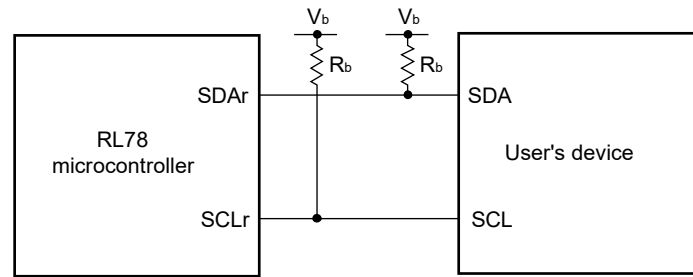 Vb Vb
Rb Rb
SDAr SDA
RL78
microcontroller
User's device
SCLr SCL